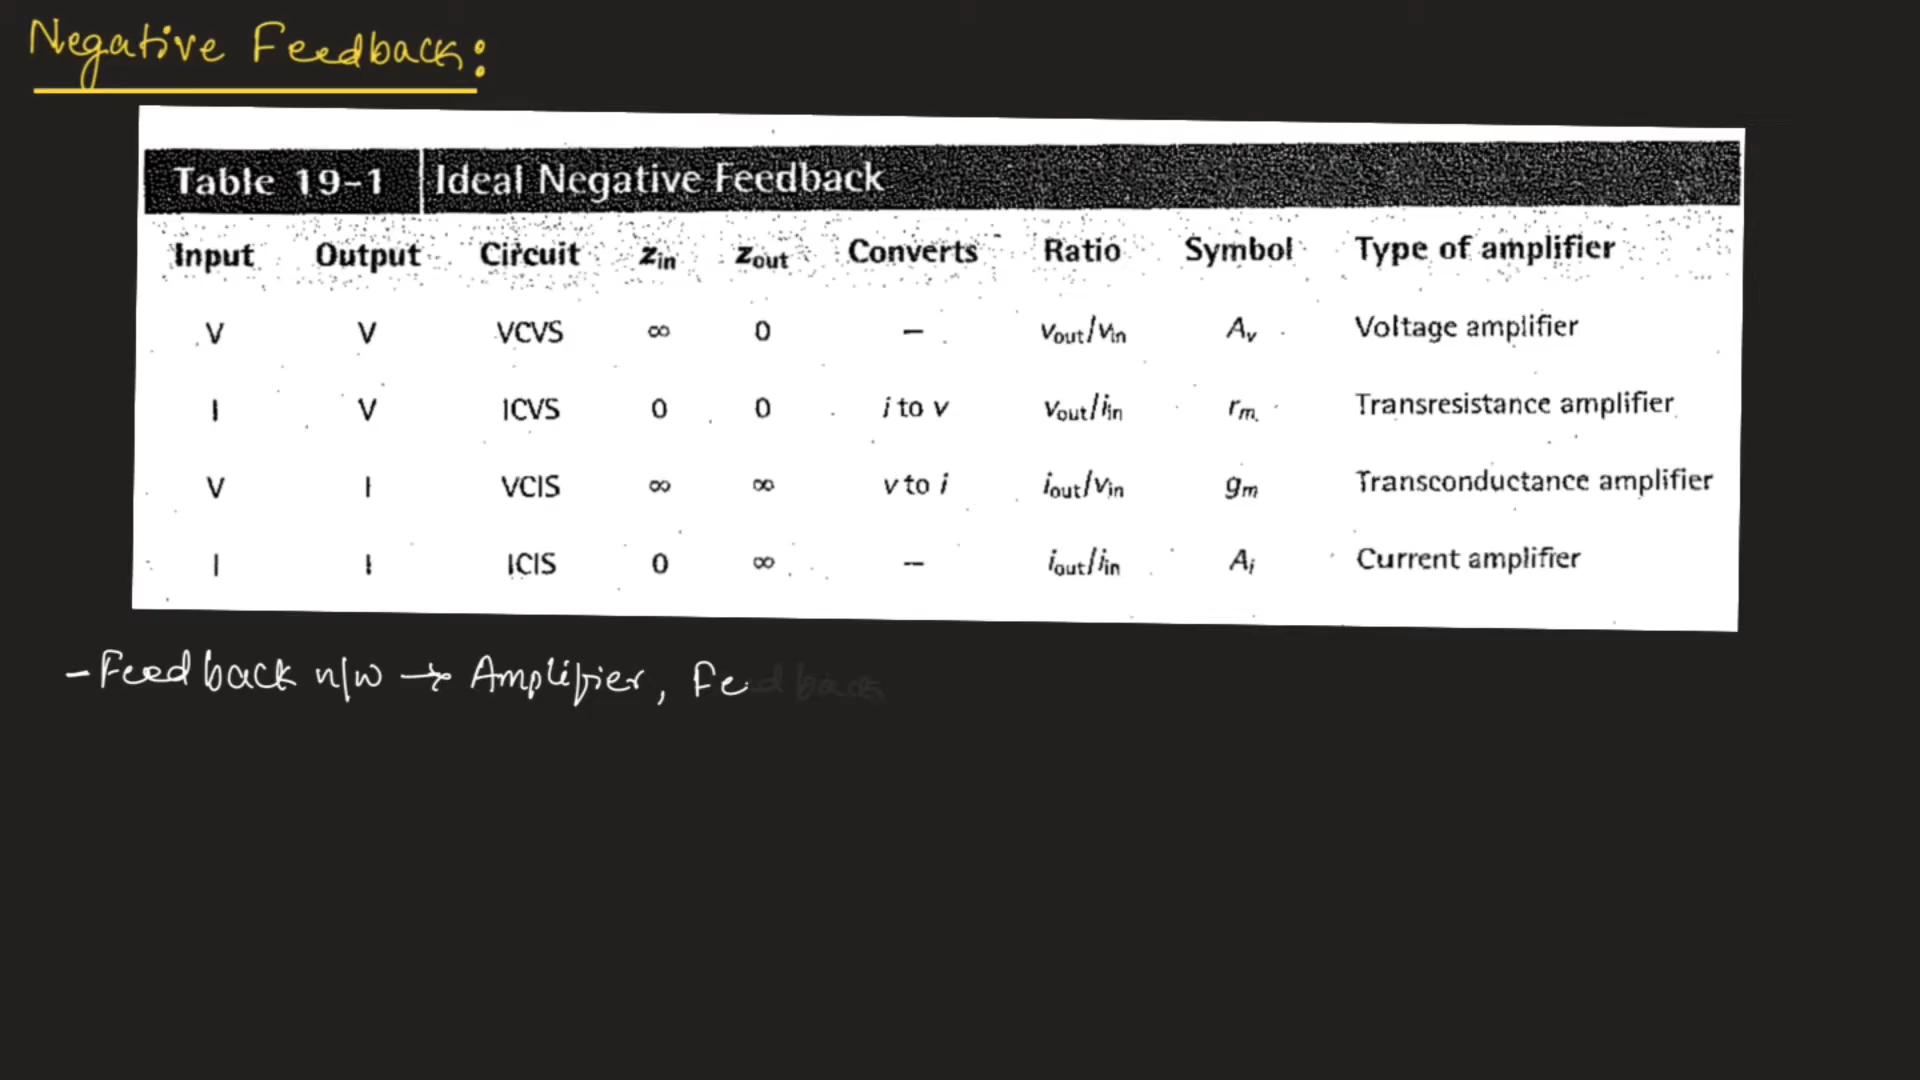 Negative Feedback:
Table 19-1 Ideal Negative Feedback
Input Output Circuit zin zout Converts Ratio Symbol Type of amplifier
V V VCVS ∞ 0 – vout/vin Av Voltage amplifier
I V ICVS 0 0 i to v vout/iin rm Transresistance amplifier
V I VCIS ∞ ∞ v to i iout/vin gm Transconductance amplifier
I I ICIS 0 ∞ – iout/iin Ai Current amplifier
- Feedback n/w → Amplifier, Feedback